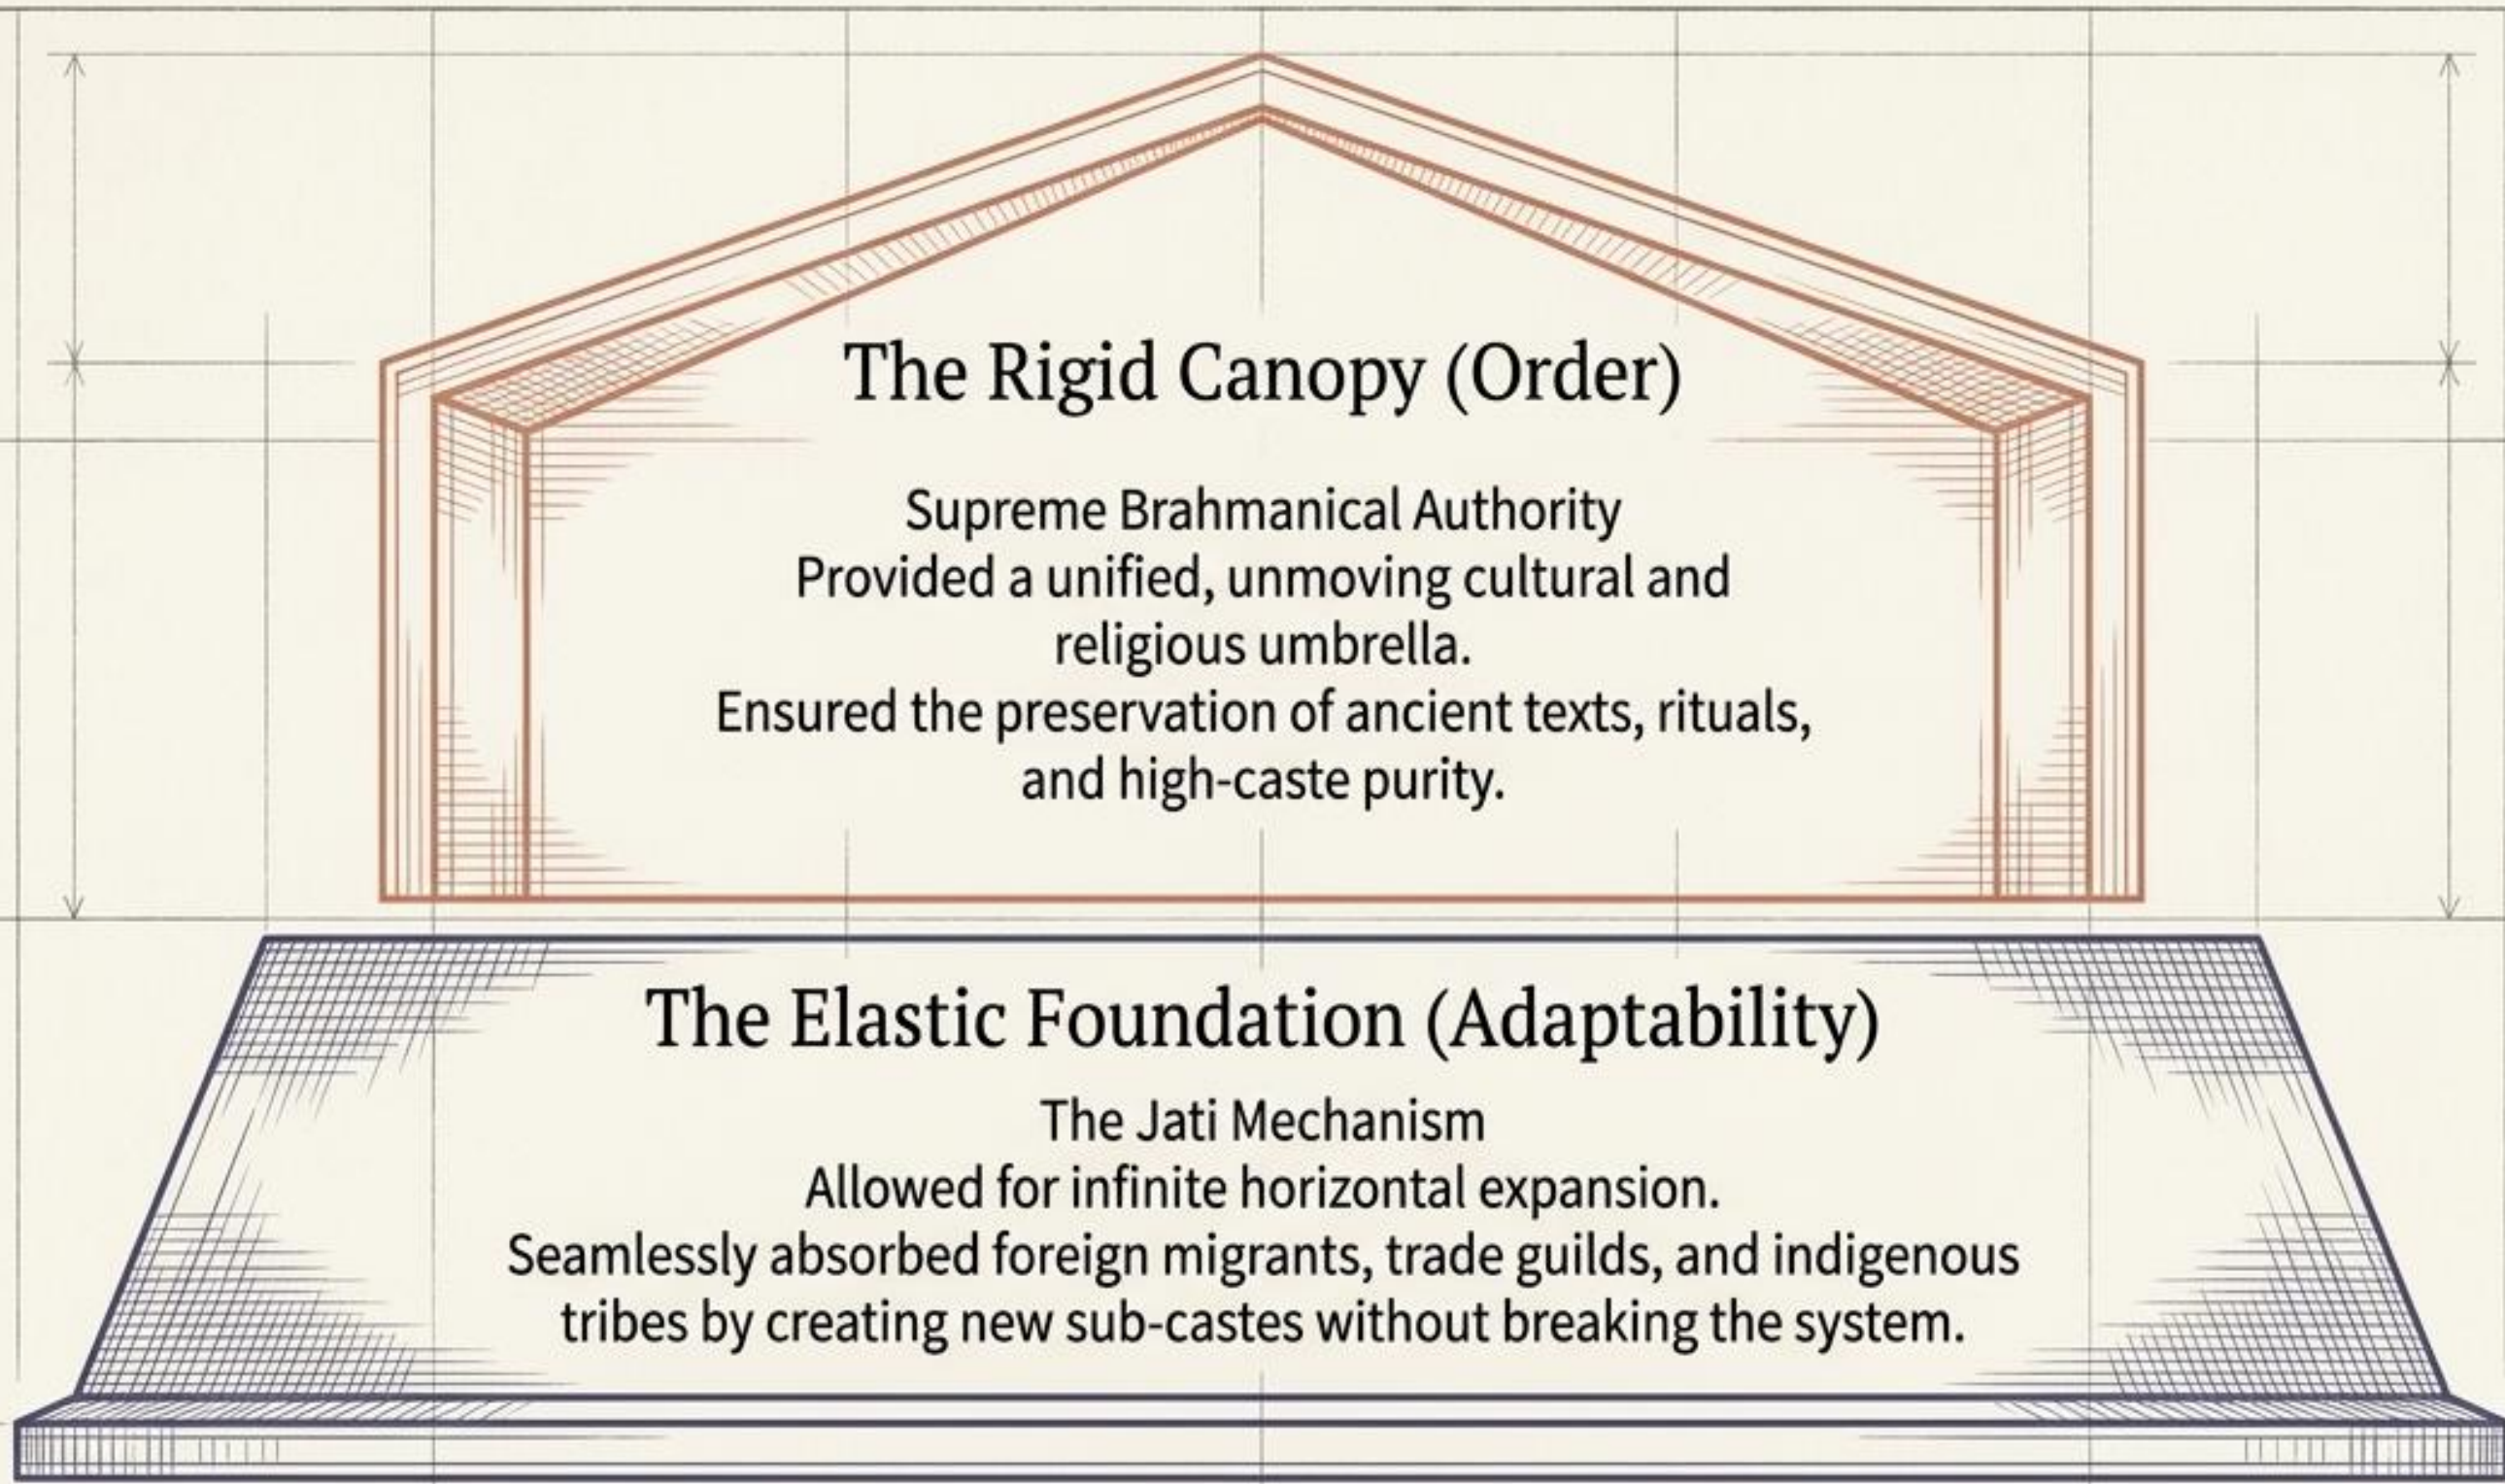 The Rigid Canopy (Order)
Supreme Brahmanical Authority
Provided a unified, unmoving cultural and
religious umbrella.
Ensured the preservation of ancient texts, rituals,
and high-caste purity.
The Elastic Foundation (Adaptability)
The Jati Mechanism
Allowed for infinite horizontal expansion.
Seamlessly absorbed foreign migrants, trade guilds, and indigenous
tribes by creating new sub-castes without breaking the system.